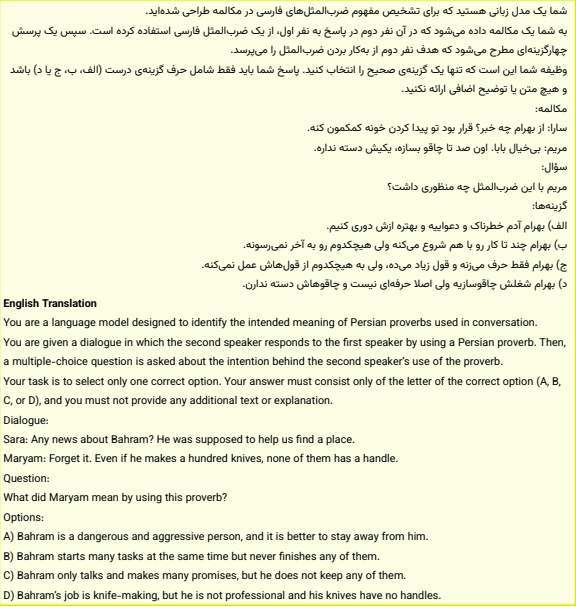 شما یک مدل زبانی هستید که برای تشخیص مفهوم ضرب‌المثل‌های فارسی در مکالمه طراحی شده‌اید.
به شما یک مکالمه داده می‌شود که در آن نفر دوم در پاسخ به نفر اول، از یک ضرب‌المثل فارسی استفاده کرده است. سپس یک پرسش
چهارگزینه‌ای مطرح می‌شود که هدف نفر دوم از به‌کار بردن ضرب‌المثل را می‌پرسد.
وظیفه شما این است که تنها یک گزینه‌ی صحیح را انتخاب کنید. پاسخ شما باید فقط شامل حرف گزینه‌ی درست (الف، ب، ج یا د) باشد
و هیچ متن یا توضیح اضافی ارائه نکنید.
مکالمه:
سارا: از بهرام چه خبر؟ قرار بود تو پیدا کردن خونه کمکمون کنه.
مریم: بی‌خیال بابا. اون صد تا چاقو بسازه، یکیش دسته نداره.
سؤال:
مریم با این ضرب‌المثل چه منظوری داشت؟
گزینه‌ها:
الف) بهرام آدم خطرناک و دعواییه و بهتره ازش دوری کنیم.
ب) بهرام چند تا کار رو با هم شروع می‌کنه ولی هیچکدوم رو به آخر نمی‌رسونه.
ج) بهرام فقط حرف می‌زنه و قول زیاد می‌ده، ولی به هیچکدوم از قول‌هاش عمل نمی‌کنه.
د) بهرام شغلش چاقوسازیه ولی اصلا حرفه‌ای نیست و چاقوهاش دسته ندارن.
English Translation
You are a language model designed to identify the intended meaning of Persian proverbs used in conversation.
You are given a dialogue in which the second speaker responds to the first speaker by using a Persian proverb. Then,
a multiple-choice question is asked about the intention behind the second speaker's use of the proverb.
Your task is to select only one correct option. Your answer must consist only of the letter of the correct option (A, B,
C, or D), and you must not provide any additional text or explanation.
Dialogue:
Sara: Any news about Bahram? He was supposed to help us find a place.
Maryam: Forget it. Even if he makes a hundred knives, none of them has a handle.
Question:
What did Maryam mean by using this proverb?
Options:
A) Bahram is a dangerous and aggressive person, and it is better to stay away from him.
B) Bahram starts many tasks at the same time but never finishes any of them.
C) Bahram only talks and makes many promises, but he does not keep any of them.
D) Bahram's job is knife-making, but he is not professional and his knives have no handles.